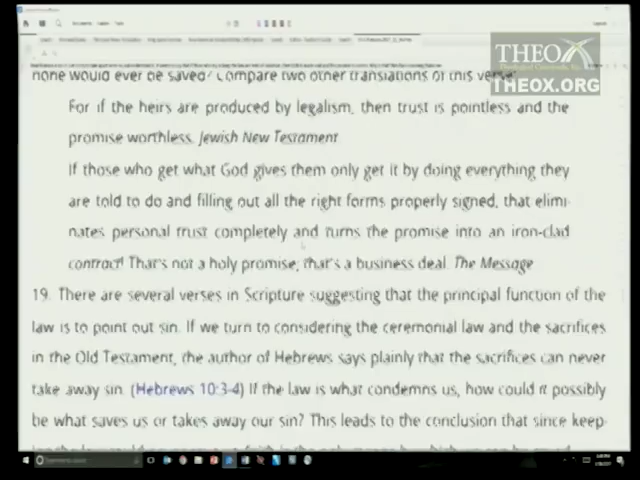 THEOX
THEOX.ORG
none would ever be saved? Compare two other translations of this verse:
For if the heirs are produced by legalism, then trust is pointless and the
promise worthless. Jewish New Testament
If those who get what God gives them only get it by doing everything they
are told to do and filling out all the right forms properly signed, that elimi-
nates personal trust completely and turns the promise into an iron-clad
contract! That's not a holy promise; that's a business deal. The Message
19. There are several verses in Scripture suggesting that the principal function of the
law is to point out sin. If we turn to considering the ceremonial law and the sacrifices
in the Old Testament, the author of Hebrews says plainly that the sacrifices can never
take away sin. (Hebrews 10:3-4) If the law is what condemns us, how could it possibly
be what saves us or takes away our sin? This leads to the conclusion that since keep-